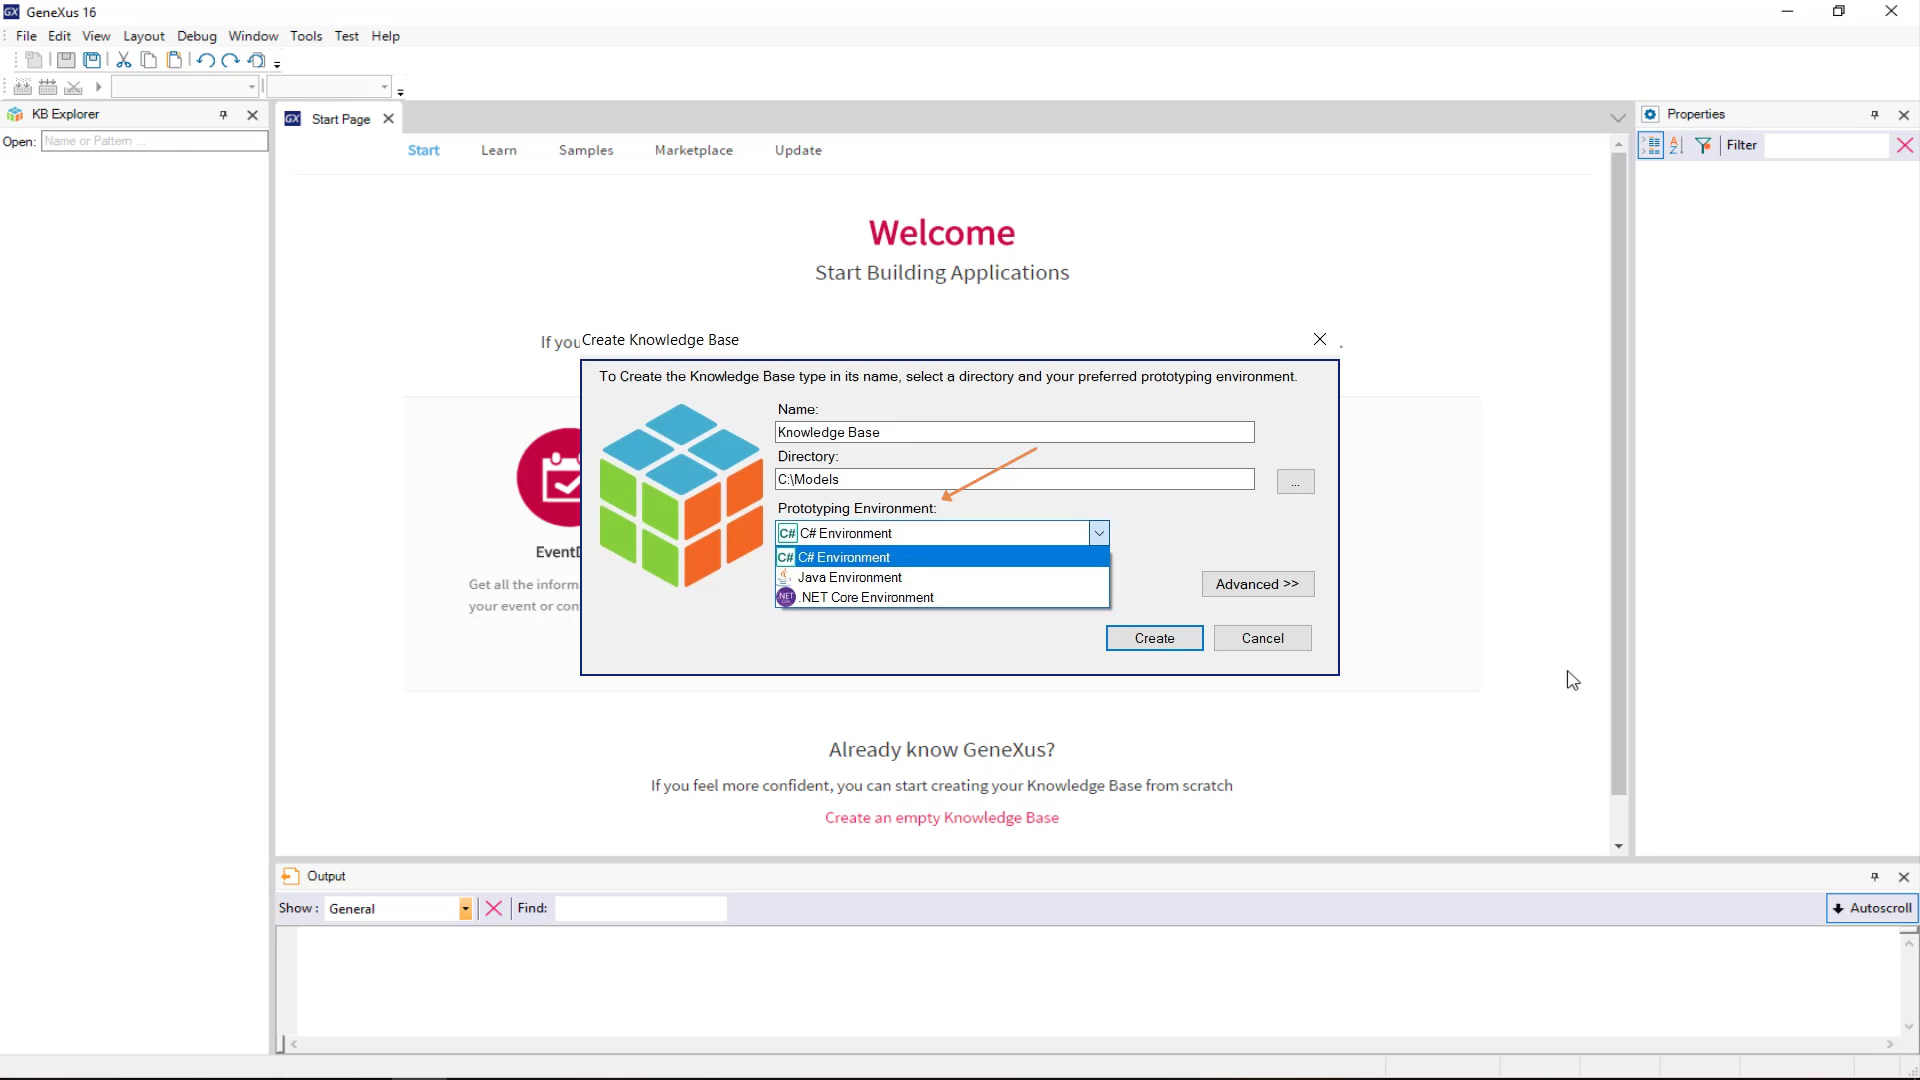 GX GeneXus 16
File Edit View Layout Debug Window Tools Test Help
KB Explorer
Open: Name or Pattern ...
GX Start Page
Start Learn Samples Marketplace Update
Welcome
Start Building Applications
If you
Create Knowledge Base
To Create the Knowledge Base type in its name, select a directory and your preferred prototyping environment.
Name:
Knowledge Base
Directory:
C:\Models
...
Prototyping Environment:
C# C# Environment
C# C# Environment
Java Environment
.NET .NET Core Environment
Advanced >>
Create Cancel
EventD
Get all the inform
your event or con
Already know GeneXus?
If you feel more confident, you can start creating your Knowledge Base from scratch
Create an empty Knowledge Base
Properties
Filter
Output
Show : General Find:
Autoscroll